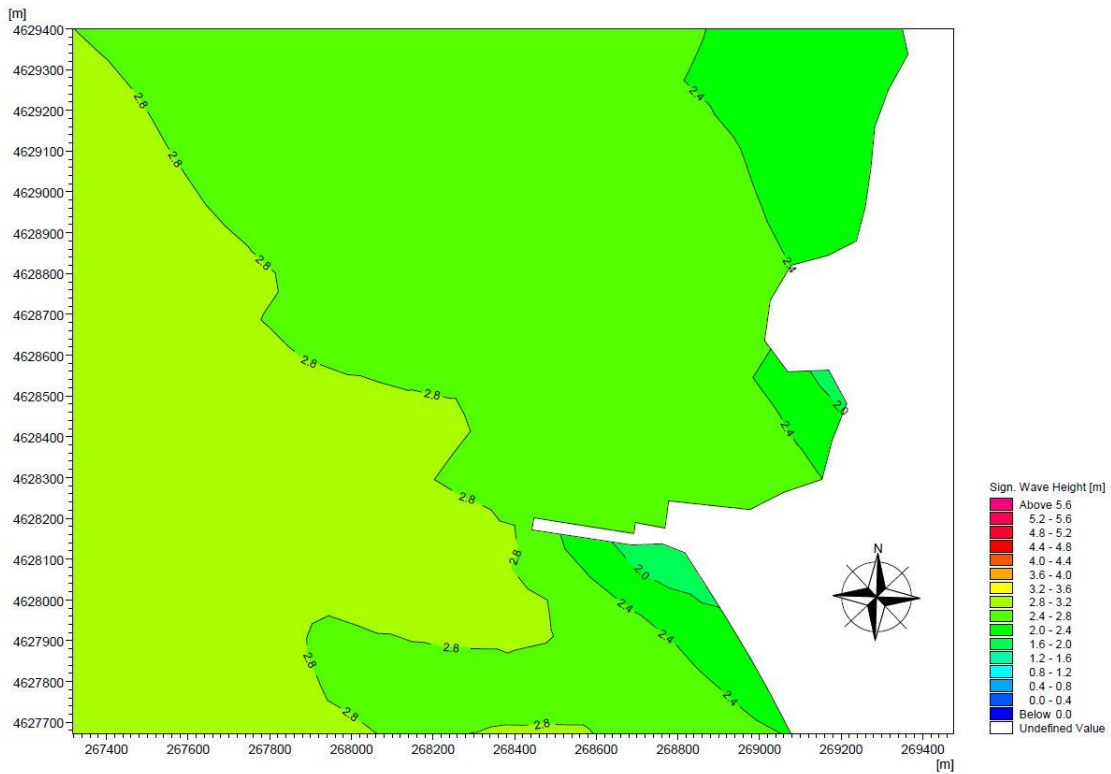 [m]
4629400
4629300
4629200
4629100
4629000
4628900
4628800
4628700
4628600
4628500
4628400
4628300
4628200
4628100
4628000
4627900
4627800
4627700
2.8
2.4
2.8
2.8
2.4
2.8
2.8
2.0
2.4
2.8
2.8
2.0
2.4
2.4
2.8
2.8
2.4
2.8
2.8
267400 267600 267800 268000 268200 268400 268600 268800 269000 269200 269400
[m]
N
Sign. Wave Height [m]
Above 5.6
5.2 - 5.6
4.8 - 5.2
4.4 - 4.8
4.0 - 4.4
3.6 - 4.0
3.2 - 3.6
2.8 - 3.2
2.4 - 2.8
2.0 - 2.4
1.6 - 2.0
1.2 - 1.6
0.8 - 1.2
0.4 - 0.8
0.0 - 0.4
Below 0.0
Undefined Value